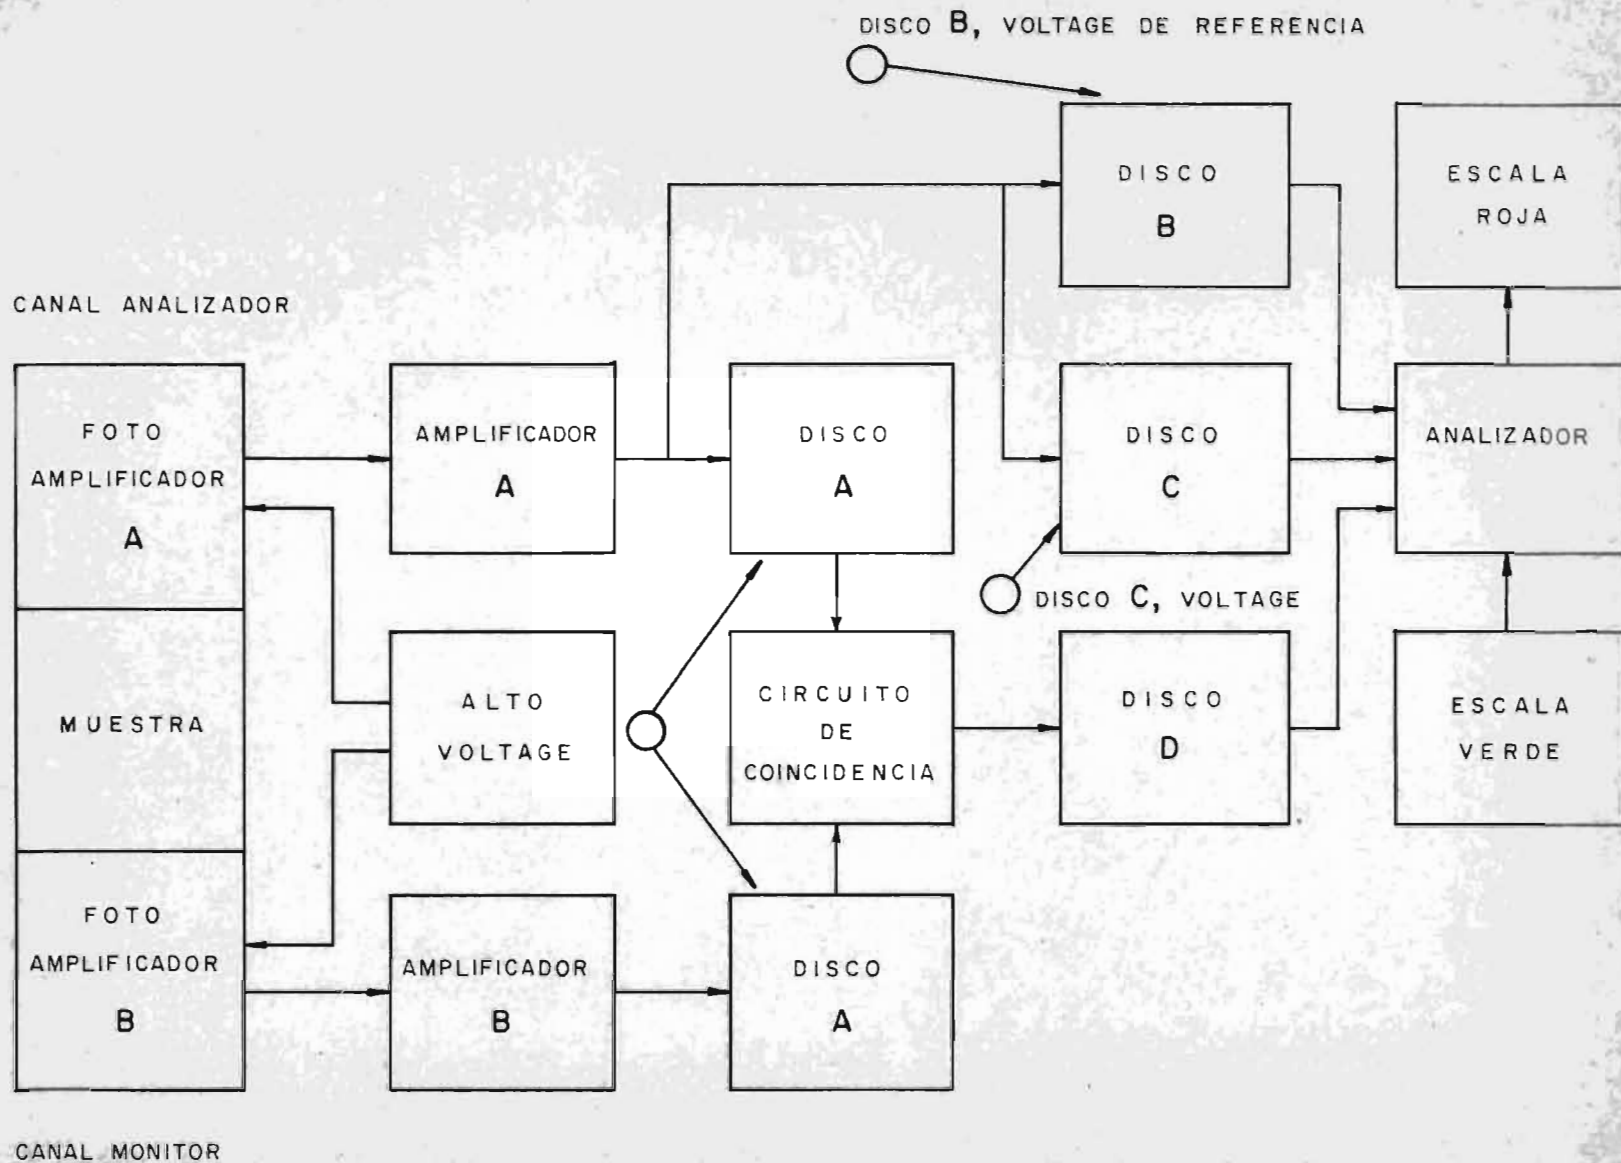 DISCO B, VOLTAGE DE REFERENCIA
DISCO
B
ESCALA
ROJA
CANAL ANALIZADOR
FOTO
AMPLIFICADOR
A
AMPLIFICADOR
A
DISCO
A
DISCO
C
ANALIZADOR
DISCO C, VOLTAGE
MUESTRA
ALTO
VOLTAGE
CIRCUITO
DE
COINCIDENCIA
DISCO
D
ESCALA
VERDE
FOTO
AMPLIFICADOR
B
AMPLIFICADOR
B
DISCO
A
CANAL MONITOR